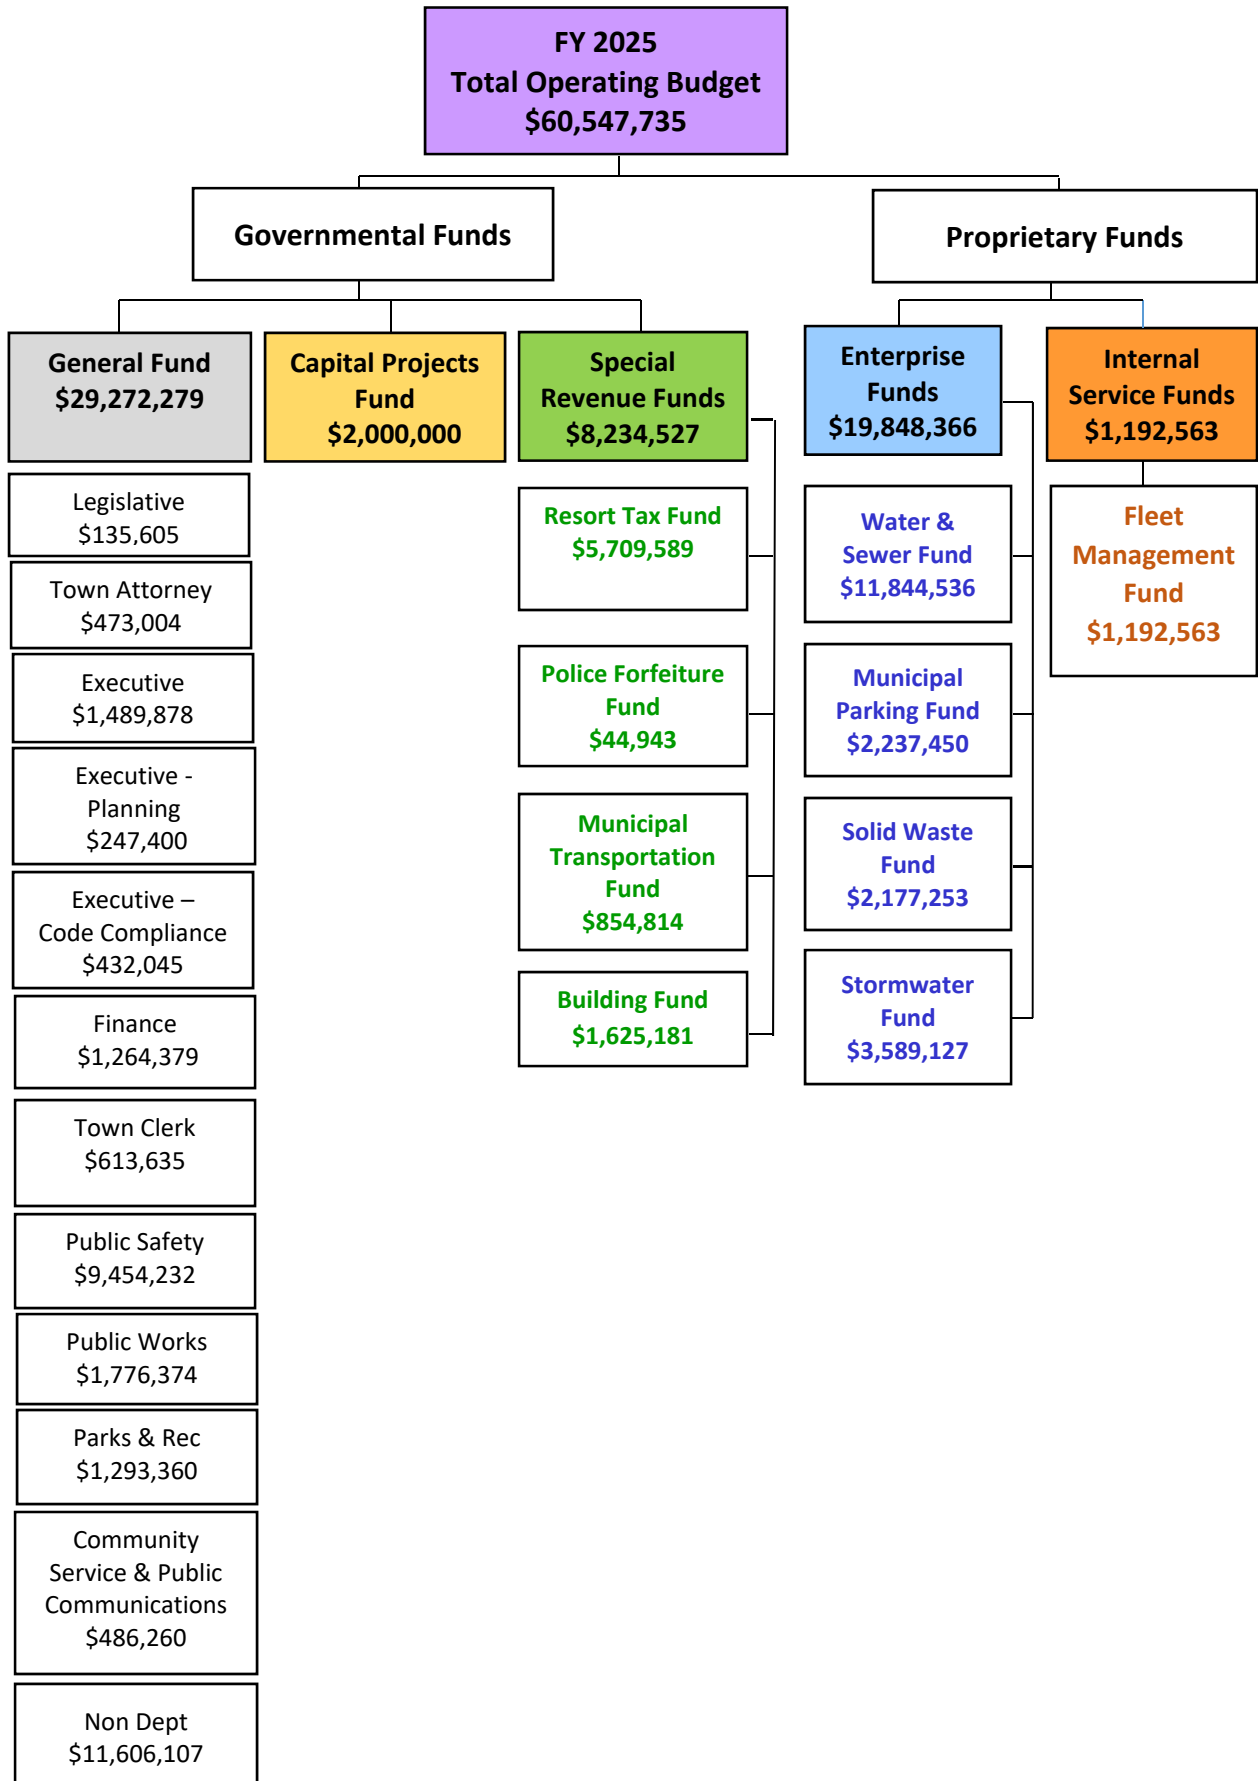 FY 2025
Total Operating Budget
$60,547,735
Governmental Funds
Proprietary Funds
General Fund
$29,272,279
Capital Projects
Fund
$2,000,000
Special
Revenue Funds
$8,234,527
Enterprise
Funds
$19,848,366
Internal
Service Funds
$1,192,563
Legislative
$135,605
Town Attorney
$473,004
Executive
$1,489,878
Executive -
Planning
$247,400
Executive –
Code Compliance
$432,045
Finance
$1,264,379
Town Clerk
$613,635
Public Safety
$9,454,232
Public Works
$1,776,374
Parks & Rec
$1,293,360
Community
Service & Public
Communications
$486,260
Non Dept
$11,606,107
Resort Tax Fund
$5,709,589
Police Forfeiture
Fund
$44,943
Municipal
Transportation
Fund
$854,814
Building Fund
$1,625,181
Water &
Sewer Fund
$11,844,536
Municipal
Parking Fund
$2,237,450
Solid Waste
Fund
$2,177,253
Stormwater
Fund
$3,589,127
Fleet
Management
Fund
$1,192,563